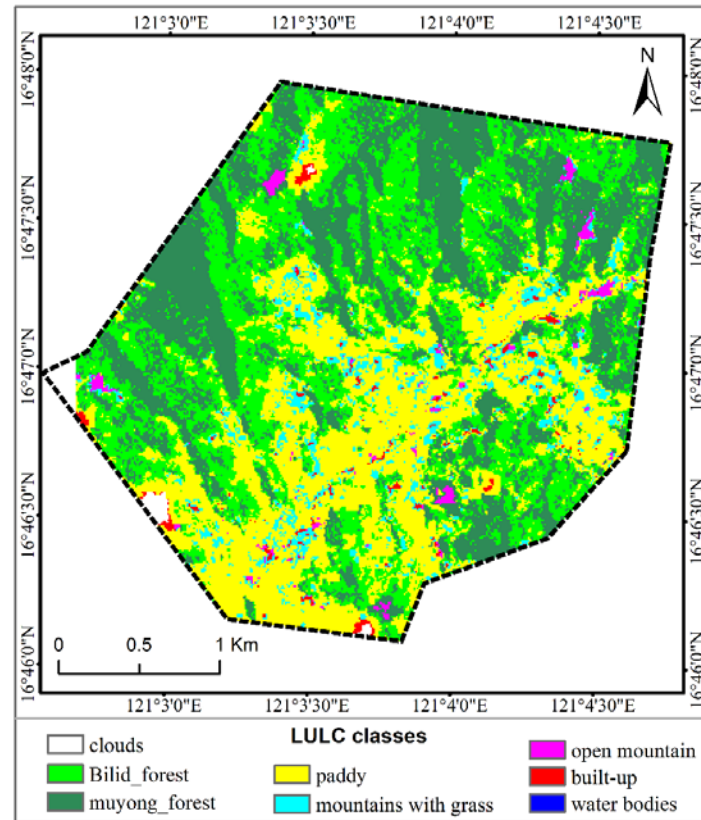 121°3'0"E 121°3'30"E 121°4'0"E 121°4'30"E
N
16°48'0"N 16°48'0"N
16°47'30"N 16°47'30"N
16°47'0"N 16°47'0"N
16°46'30"N 16°46'30"N
16°46'0"N 16°46'0"N
0 0.5 1 Km
121°3'0"E 121°3'30"E 121°4'0"E 121°4'30"E
LULC classes
clouds
Bilid_forest
muyong_forest
paddy
mountains with grass
open mountain
built-up
water bodies